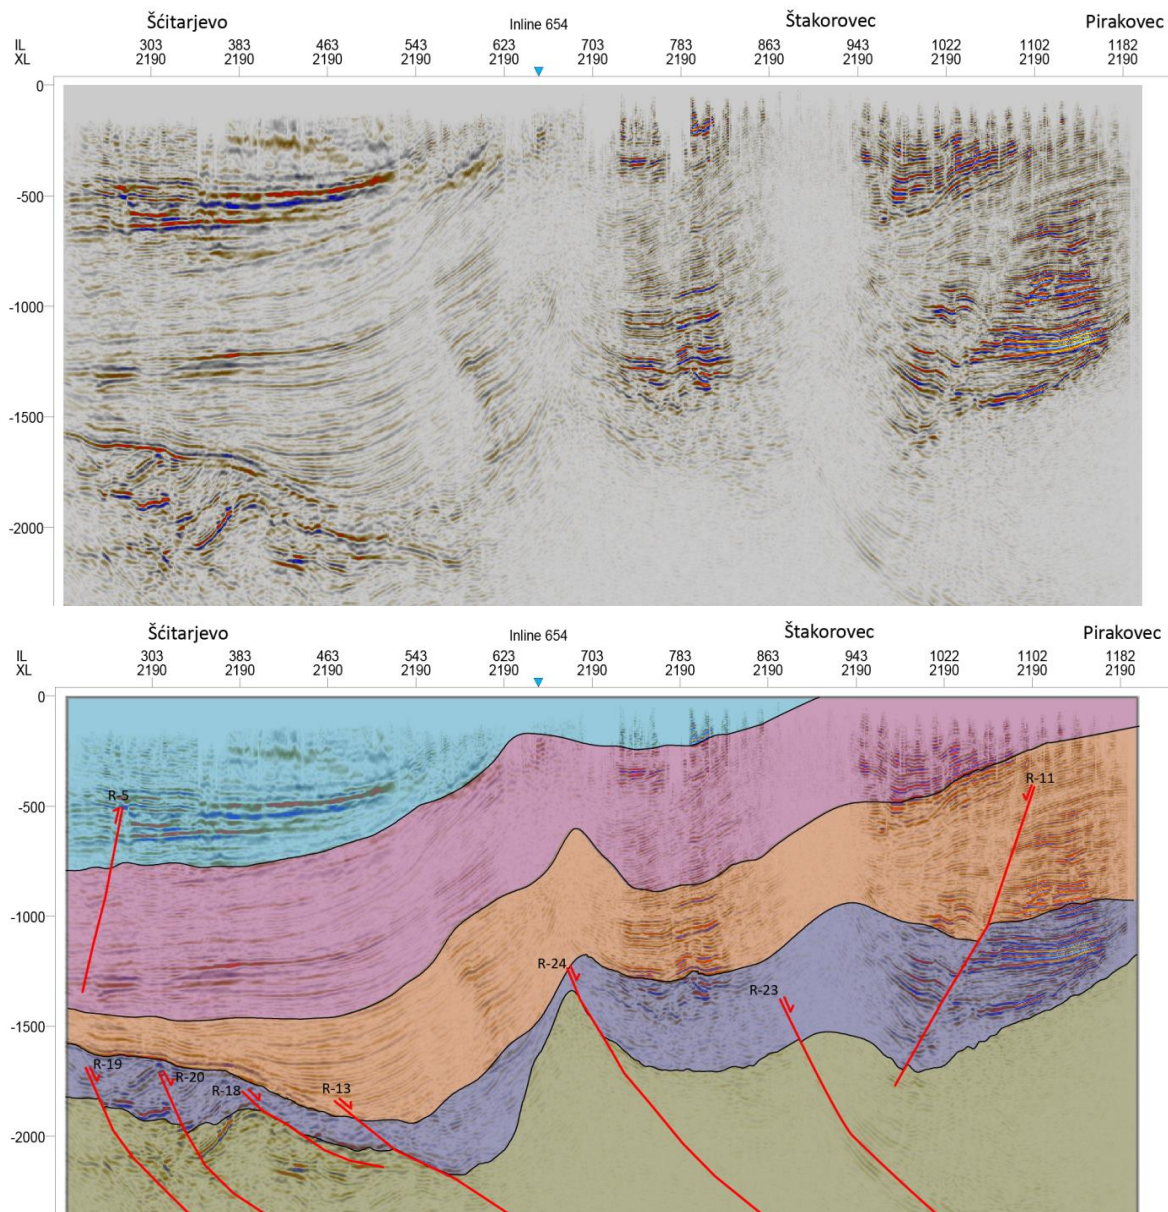 Šćitarjevo Inline 654 Štakorovec Pirakovec
IL 303 383 463 543 623 703 783 863 943 1022 1102 1182
XL 2190 2190 2190 2190 2190 2190 2190 2190 2190 2190 2190 2190
0
-500
-1000
-1500
-2000
Šćitarjevo Inline 654 Štakorovec Pirakovec
IL 303 383 463 543 623 703 783 863 943 1022 1102 1182
XL 2190 2190 2190 2190 2190 2190 2190 2190 2190 2190 2190 2190
0
R-11
R-5
-500
-1000
R-24
R-23
-1500
R-19
R-20
R-18
R-13
-2000